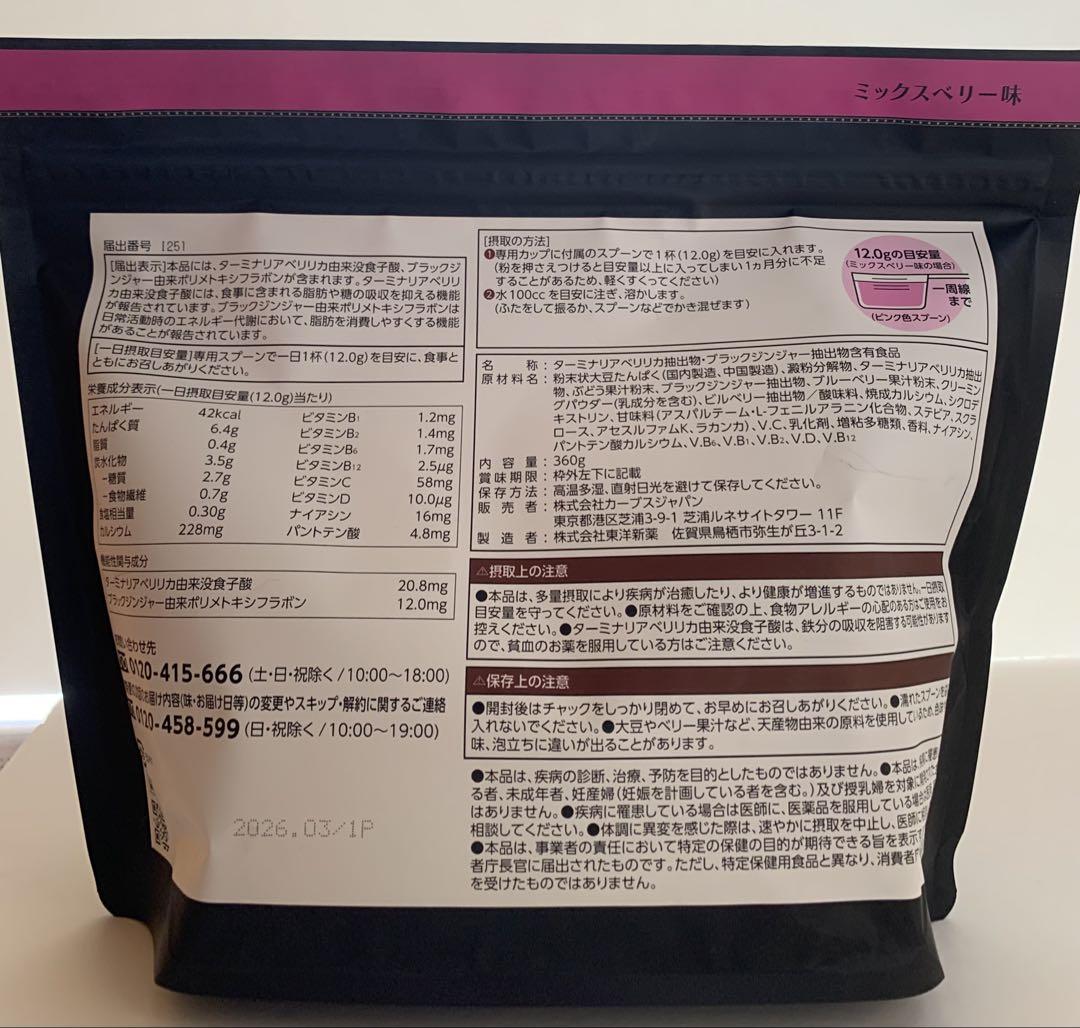 ミックスベリー味
届出番号 I251
[届出表示]本品には、ターミナリアベリリカ由来没食子酸、ブラックジ
ンジャー由来ポリメトキシフラボンが含まれます。ターミナリアベリリ
カ由来没食子酸には、食事に含まれる脂肪や糖の吸収を抑える機能
が報告されています。ブラックジンジャー由来ポリメトキシフラボンは
日常活動時のエネルギー代謝において、脂肪を消費しやすくする機能
があることが報告されています。
[一日摂取目安量]専用スプーンで一日1杯(12.0g)を目安に、食事と
ともにお召しあがりください。
栄養成分表示(一日摂取目安量(12.0g)当たり)
エネルギー 42kcal ビタミンB1 1.2mg
たんぱく質 6.4g ビタミンB2 1.4mg
脂質 0.4g ビタミンB6 1.7mg
炭水化物 3.5g ビタミンB12 2.5μg
-糖質 2.7g ビタミンC 58mg
-食物繊維 0.7g ビタミンD 10.0μg
食塩相当量 0.30g ナイアシン 16mg
カルシウム 228mg パントテン酸 4.8mg
機能性関与成分
ターミナリアベリリカ由来没食子酸 20.8mg
ブラックジンジャー由来ポリメトキシフラボン 12.0mg
い合わせ先
0120-415-666 (土・日・祝除く/10:00～18:00)
お届け内容(味・お届け日等)の変更やスキップ・解約に関するご連絡
0120-458-599 (日・祝除く/10:00～19:00)
2026.03/1P
[摂取の方法]
❶専用カップに付属のスプーンで1杯(12.0g)を目安に入れます。
(粉を押さえつけると目安量以上に入ってしまい1ヵ月分に不足
することがあるため、軽くすくってください)
❷水100ccを目安に注ぎ、溶かします。
(ふたをして振るか、スプーンなどでかき混ぜます)
12.0gの目安量
(ミックスベリー味の場合)
一周線
まで
(ピンク色スプーン)
名称:ターミナリアベリリカ抽出物・ブラックジンジャー抽出物含有食品
原材料名:粉末状大豆たんぱく(国内製造、中国製造)、澱粉分解物、ターミナリアベリリカ抽出
物、ぶどう果汁粉末、ブラックジンジャー抽出物、ブルーベリー果汁粉末、クリーミン
グパウダー(乳成分を含む)、ビルベリー抽出物/酸味料、焼成カルシウム、シクロデ
キストリン、甘味料(アスパルテーム・L-フェニルアラニン化合物、ステビア、スクラ
ロース、アセスルファムK、ラカンカ)、V.C、乳化剤、増粘多糖類、香料、ナイアシン、
パントテン酸カルシウム、V.B6、V.B1、V.B2、V.D、V.B12
内容量:360g
賞味期限:枠外左下に記載
保存方法:高温多湿、直射日光を避けて保存してください。
販売者:株式会社カーブスジャパン
東京都港区芝浦3-9-1 芝浦ルネサイトタワー 11F
製造者:株式会社東洋新薬 佐賀県鳥栖市弥生が丘3-1-2
⚠摂取上の注意
●本品は、多量摂取により疾病が治癒したり、より健康が増進するものではありません。一日摂取
目安量を守ってください。●原材料をご確認の上、食物アレルギーの心配のある方はご使用をお
控えください。●ターミナリアベリリカ由来没食子酸は、鉄分の吸収を阻害する可能性があります
ので、貧血のお薬を服用している方はご注意ください。
⚠保存上の注意
●開封後はチャックをしっかり閉めて、お早めにお召しあがりください。●濡れたスプーンを
入れないでください。●大豆やベリー果汁など、天産物由来の原料を使用しているため、
味、泡立ちに違いが出ることがあります。
●本品は、疾病の診断、治療、予防を目的としたものではありません。●本品は、
る者、未成年者、妊産婦(妊娠を計画している者を含む。)及び授乳婦を対象に
はありません。●疾病に罹患している場合は医師に、医薬品を服用している場合
相談してください。●体調に異変を感じた際は、速やかに摂取を中止し、医師に
●本品は、事業者の責任において特定の保健の目的が期待できる旨を表示
者庁長官に届出されたものです。ただし、特定保健用食品と異なり、消費者
を受けたものではありません。